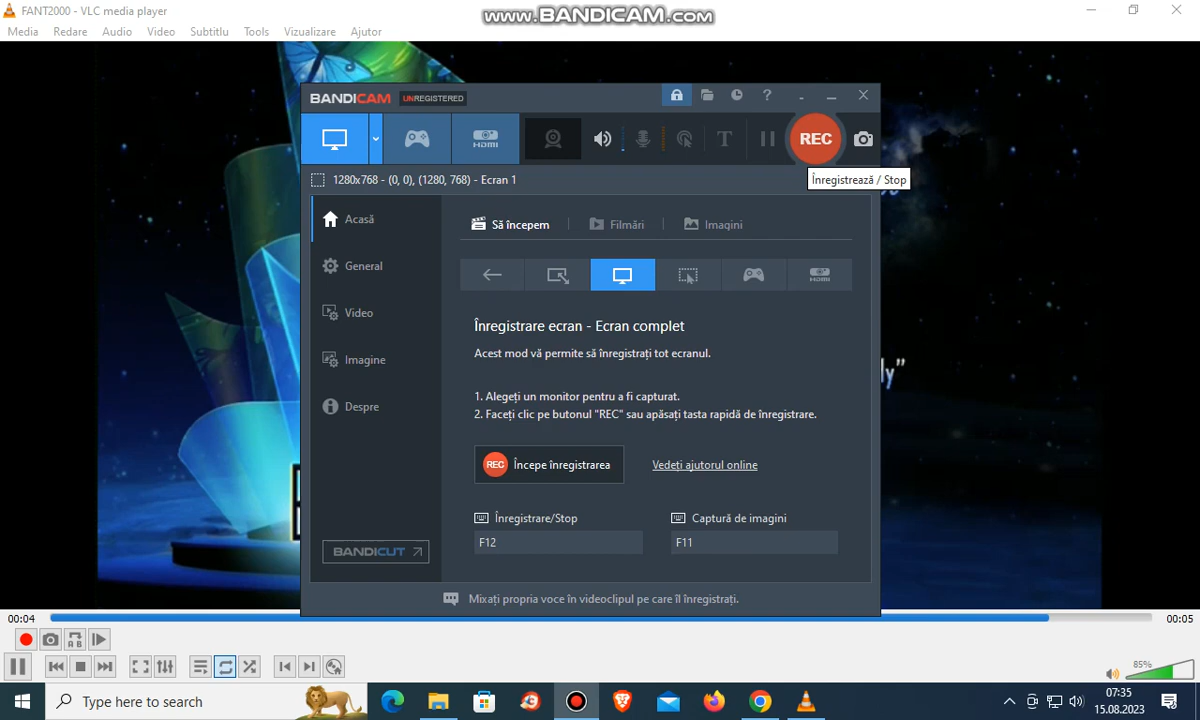 FANT2000 - VLC media player
www.BANDICAM.com
Media Redare Audio Video Subtitlu Tools Vizualizare Ajutor
BANDICAM UNREGISTERED
?
HDMI
T
REC
1280x768 - (0, 0), (1280, 768) - Ecran 1
Înregistrează / Stop
Acasă
General
Video
Imagine
Despre
BANDICUT
Să începem
Filmări
Imagini
HDMI
Înregistrare ecran - Ecran complet
Acest mod vă permite să înregistrați tot ecranul.
1. Alegeți un monitor pentru a fi capturat.
2. Faceți clic pe butonul "REC" sau apăsați tasta rapidă de înregistrare.
REC Începe înregistrarea
Vedeti ajutorul online
Înregistrare/Stop
F12
Captură de imagini
F11
Mixați propria voce în videoclipul pe care îl înregistrați.
ly"
00:04
00:05
A B
85%
Type here to search
07:35
15.08.2023